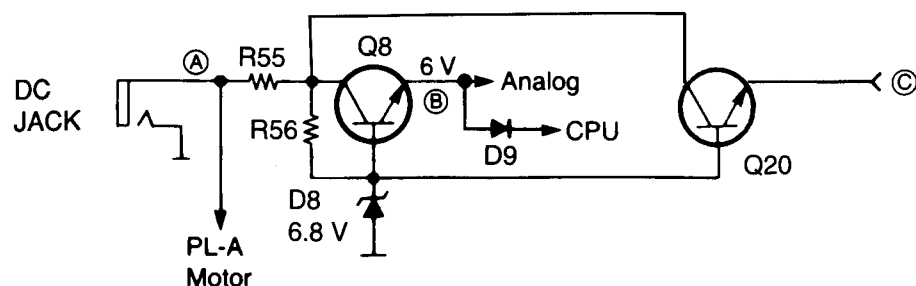 DC
JACK
Ⓐ
R55
R56
Q8
6 V
Ⓑ
Analog
D9
CPU
D8
6.8 V
PL-A
Motor
Q20
Ⓒ